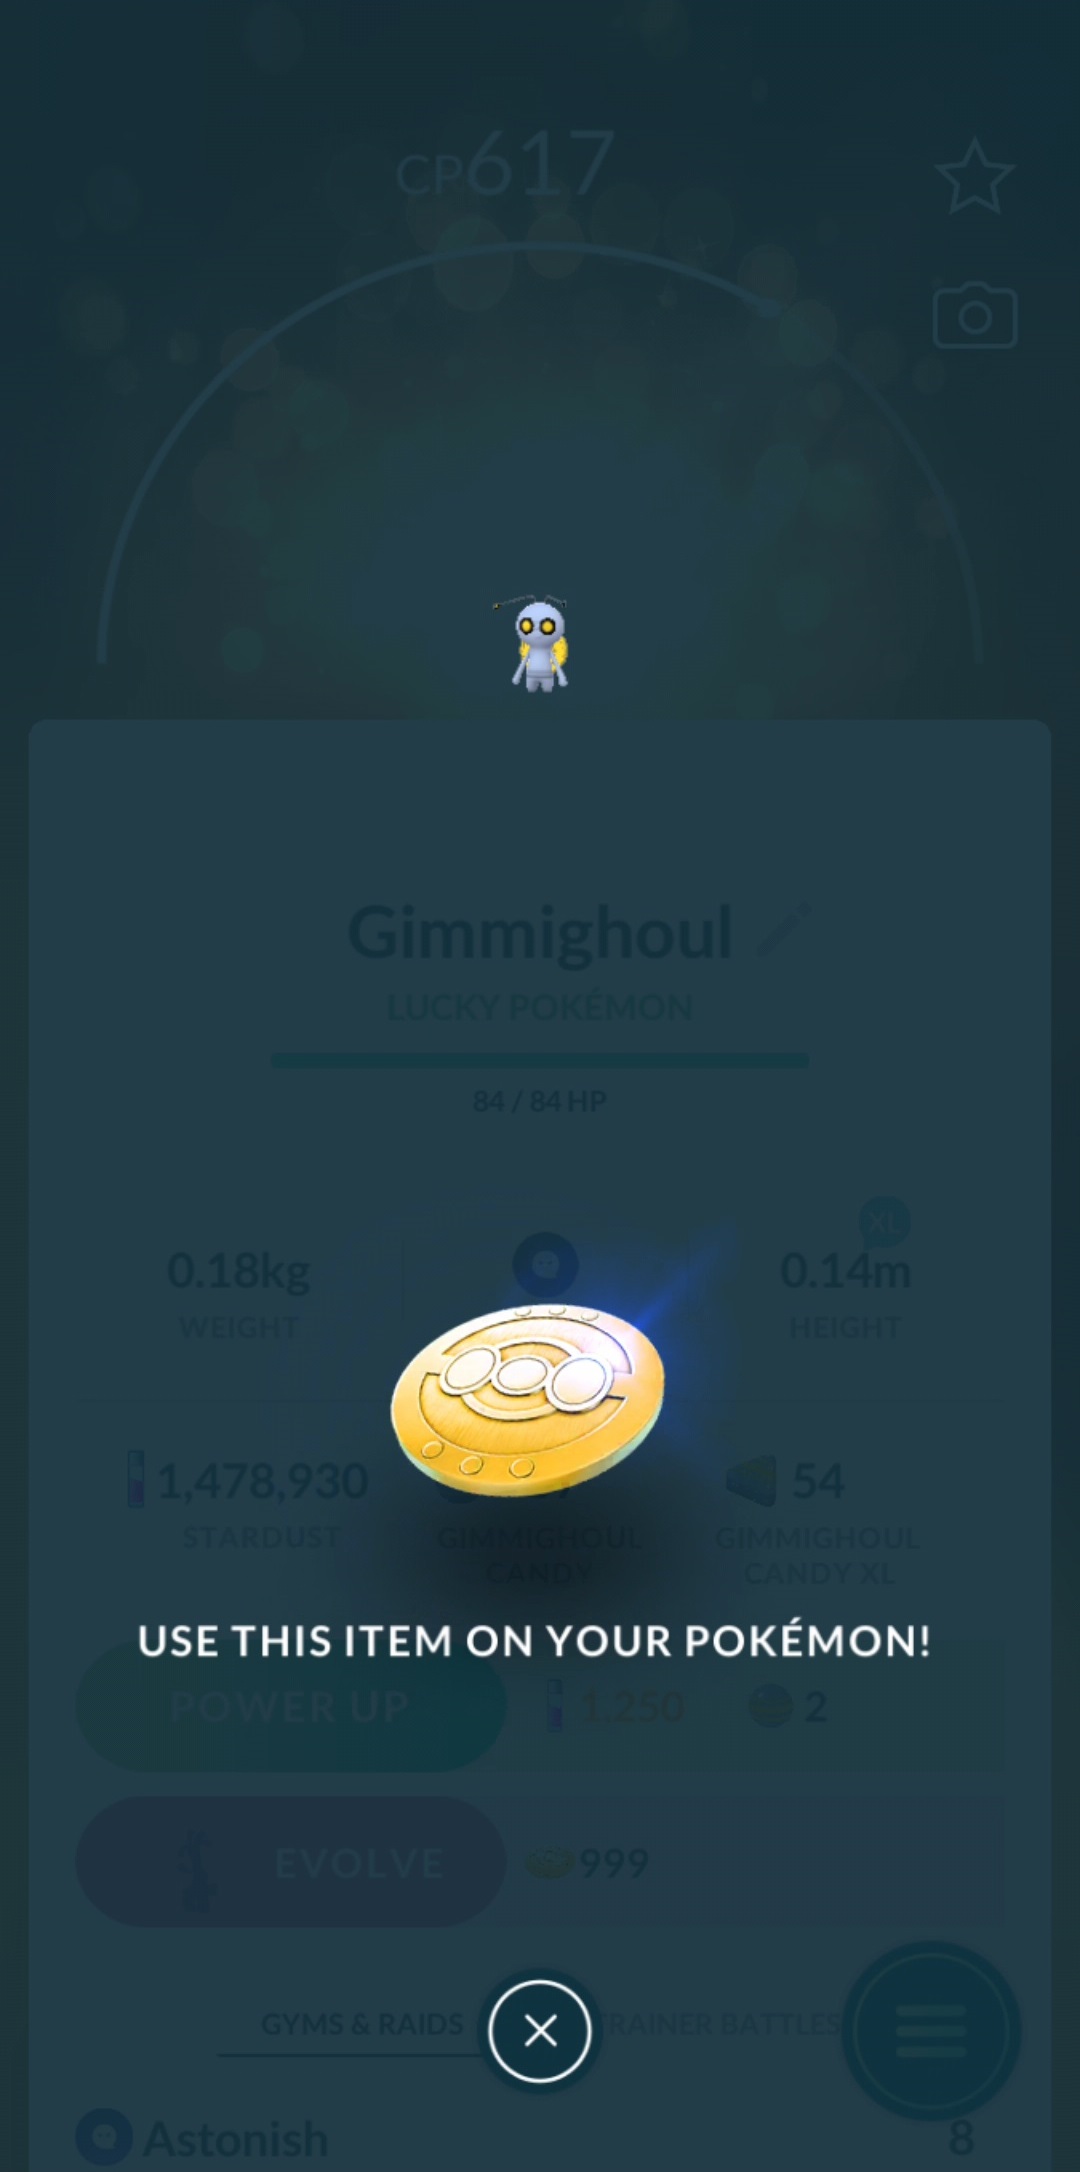 CP617
Gimmighoul
LUCKY POKÉMON
84 / 84 HP
XL
0.18kg
0.14m
WEIGHT
HEIGHT
1,478,930
54
STARDUST
GIMMIGHOUL
GIMMIGHOUL
CANDY
CANDY XL
USE THIS ITEM ON YOUR POKÉMON!
POWER UP
1,250
2
EVOLVE
999
GYMS & RAIDS
TRAINER BATTLES
Astonish
8